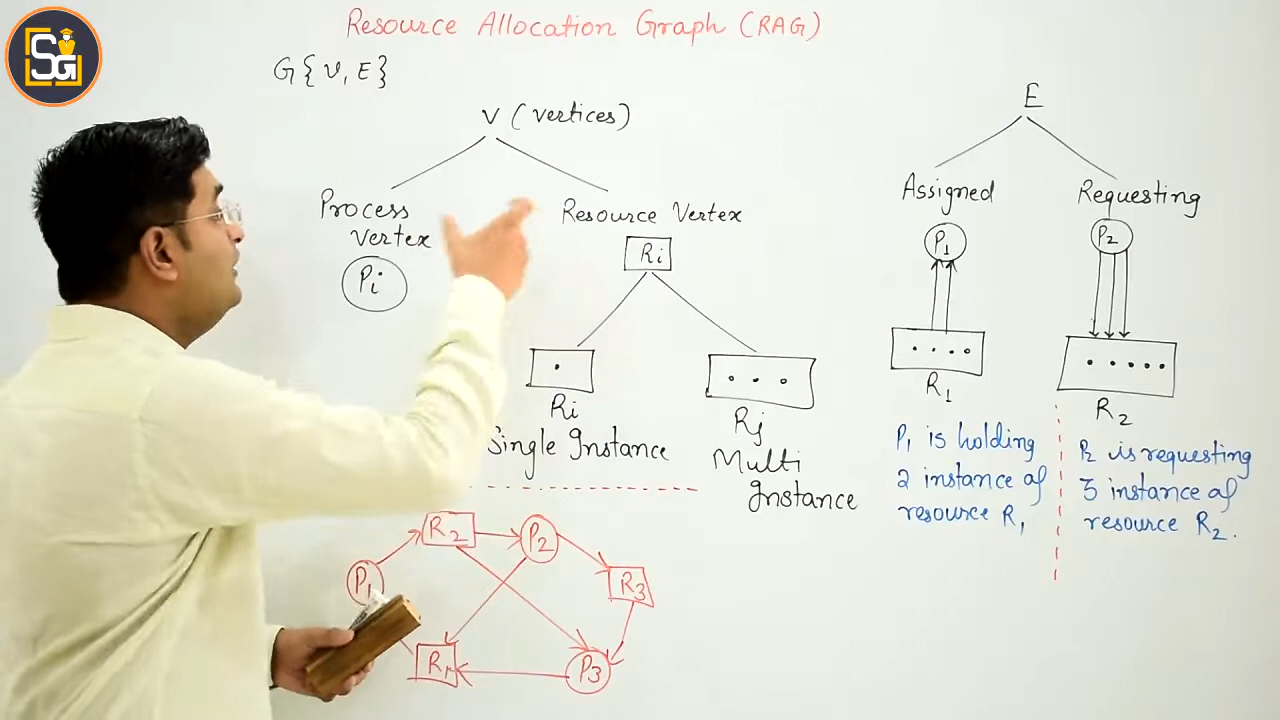 SG
Resource Allocation Graph (RAG)
G{V, E}
V (vertices)
Process
Vertex
Pi
Resource Vertex
Ri
Ri
Single Instance
Rj
Multi
Instance
E
Assigned
P1
R1
P1 is holding
2 instance of
resource R1
Requesting
P2
R2
P2 is requesting
3 instance of
resource R2.
R2
P2
P1
R3
R1
P3